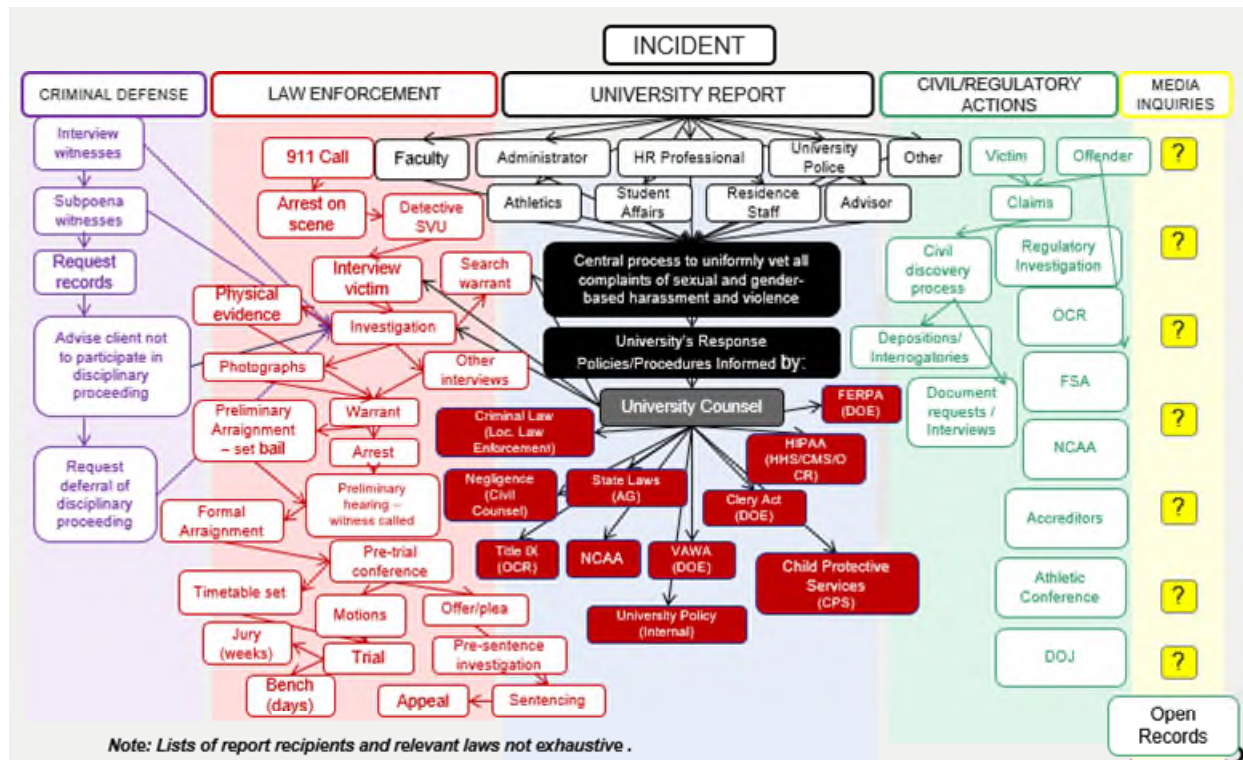 INCIDENT
CRIMINAL DEFENSE
LAW ENFORCEMENT
UNIVERSITY REPORT
CIVIL/REGULATORY
ACTIONS
MEDIA
INQUIRIES
Interview
witnesses
Subpoena
witnesses
Request
records
Advise client not
to participate in
disciplinary
proceeding
Request
deferral of
disciplinary
proceeding
911 Call
Arrest on
scene
Detective
SVU
Interview
victim
Search
warrant
Physical
evidence
Investigation
Photographs
Other
interviews
Warrant
Preliminary
Arraignment
– set bail
Arrest
Preliminary
hearing –
witness called
Formal
Arraignment
Pre-trial
conference
Timetable set
Motions
Offer/plea
Jury
(weeks)
Trial
Pre-sentence
investigation
Bench
(days)
Appeal
Sentencing
Faculty
Administrator
HR Professional
University
Police
Other
Athletics
Student
Affairs
Residence
Staff
Advisor
Central process to uniformly vet all
complaints of sexual and gender-
based harassment and violence
University's Response
Policies/Procedures Informed by:
University Counsel
FERPA
(DOE)
Criminal Law
(Loc. Law
Enforcement)
HIPAA
(HHS/CMS/O
CR)
Negligence
(Civil
Counsel)
State Laws
(AG)
Clery Act
(DOE)
Title IX
(OCR)
NCAA
VAWA
(DOE)
Child Protective
Services
(CPS)
University Policy
(Internal)
Victim
Offender
Claims
Civil
discovery
process
Regulatory
Investigation
OCR
Depositions/
Interrogatories
FSA
Document
requests /
Interviews
NCAA
Accreditors
Athletic
Conference
DOJ
?
?
?
?
?
?
?
Open
Records
Note: Lists of report recipients and relevant laws not exhaustive .